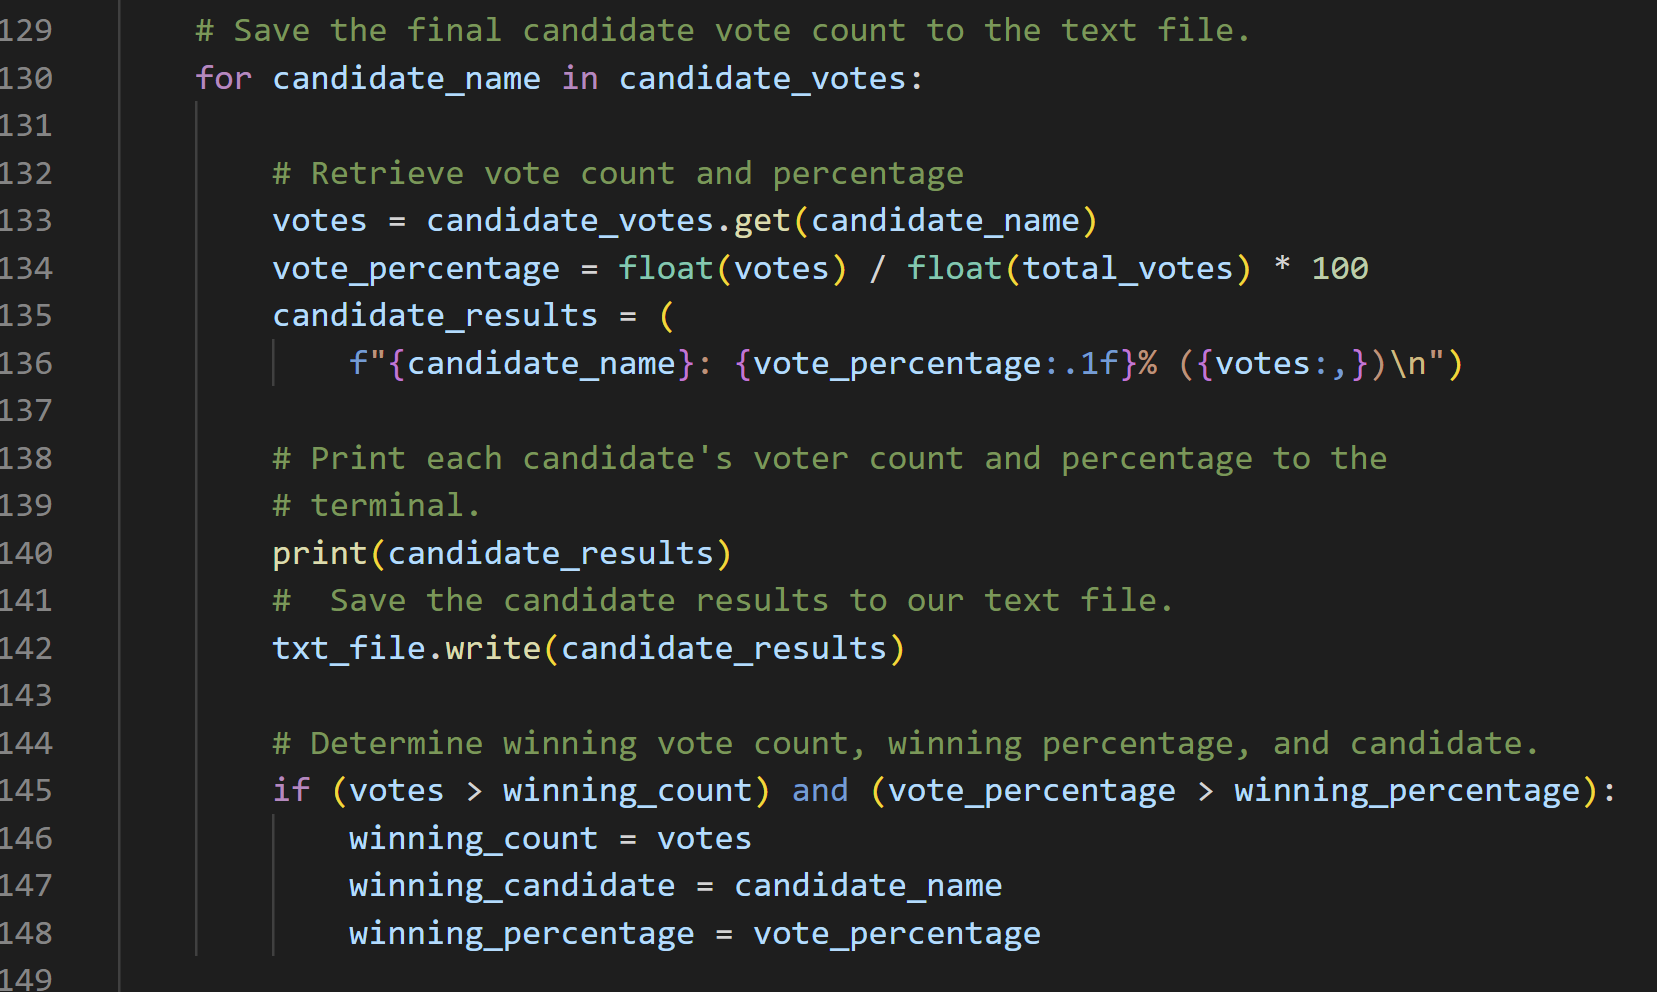 129 # Save the final candidate vote count to the text file.
130 for candidate_name in candidate_votes:
131
132 # Retrieve vote count and percentage
133 votes = candidate_votes.get(candidate_name)
134 vote_percentage = float(votes) / float(total_votes) * 100
135 candidate_results = (
136 f"{candidate_name}: {vote_percentage:.1f}% ({votes:,})\n")
137
138 # Print each candidate's voter count and percentage to the
139 # terminal.
140 print(candidate_results)
141 #  Save the candidate results to our text file.
142 txt_file.write(candidate_results)
143
144 # Determine winning vote count, winning percentage, and candidate.
145 if (votes > winning_count) and (vote_percentage > winning_percentage):
146 winning_count = votes
147 winning_candidate = candidate_name
148 winning_percentage = vote_percentage
149